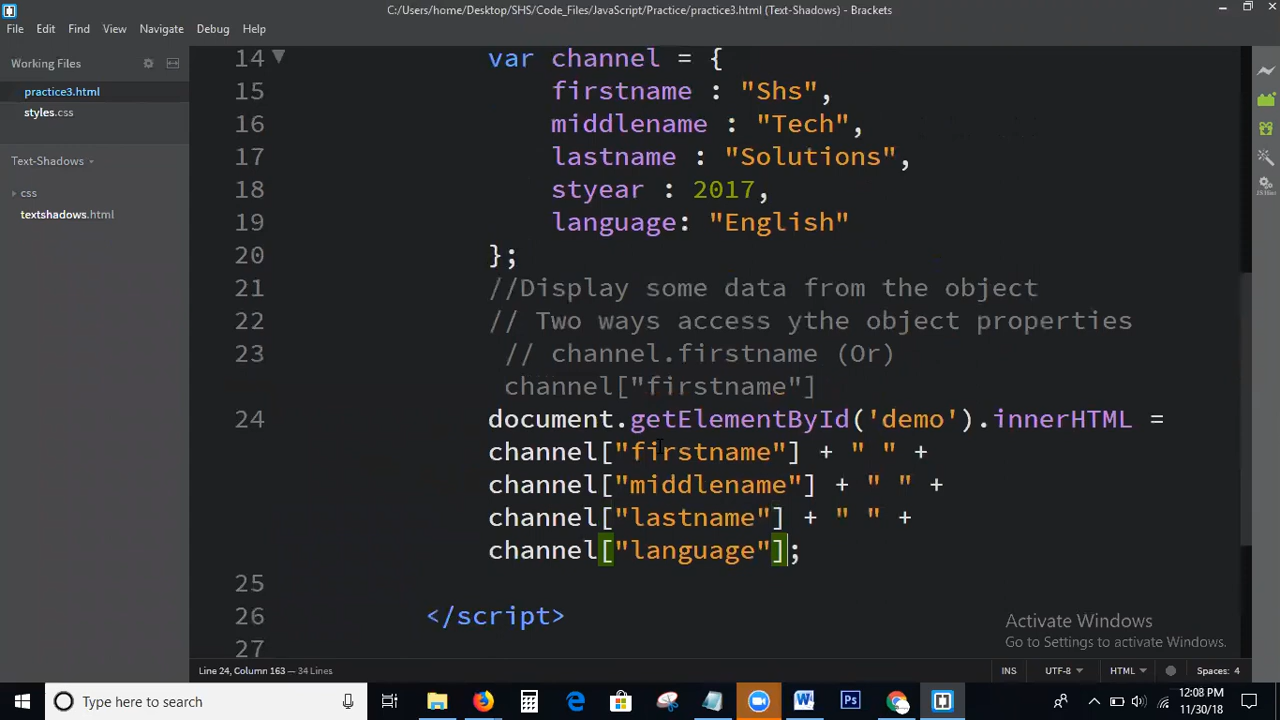 C:/Users/home/Desktop/SHS/Code_Files/JavaScript/Practice/practice3.html (Text-Shadows) - Brackets
File Edit Find View Navigate Debug Help
Working Files
practice3.html
styles.css
Text-Shadows
css
textshadows.html
14 var channel = {
15 firstname : "Shs",
16 middlename : "Tech",
17 lastname : "Solutions",
18 styear : 2017,
19 language: "English"
20 };
21 //Display some data from the object
22 // Two ways access ythe object properties
23 // channel.firstname (Or)
channel["firstname"]
24 document.getElementById('demo').innerHTML =
channel["firstname"] + " " +
channel["middlename"] + " " +
channel["lastname"] + " " +
channel["language"];
25
26 </script>
27
Activate Windows
Go to Settings to activate Windows.
Line 24, Column 163 — 34 Lines
INS UTF-8 HTML Spaces: 4
Type here to search
12:08 PM
11/30/18